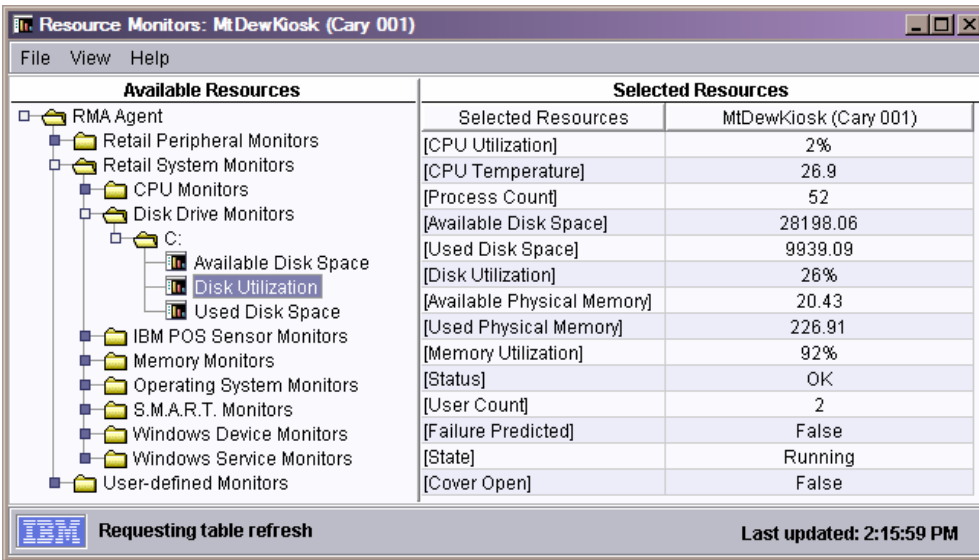 Resource Monitors: MtDewKiosk (Cary 001)
File View Help
Available Resources
RMA Agent
Retail Peripheral Monitors
Retail System Monitors
CPU Monitors
Disk Drive Monitors
C:
Available Disk Space
Disk Utilization
Used Disk Space
IBM POS Sensor Monitors
Memory Monitors
Operating System Monitors
S.M.A.R.T. Monitors
Windows Device Monitors
Windows Service Monitors
User-defined Monitors
Selected Resources
Selected Resources MtDewKiosk (Cary 001)
[CPU Utilization] 2%
[CPU Temperature] 26.9
[Process Count] 52
[Available Disk Space] 28198.06
[Used Disk Space] 9939.09
[Disk Utilization] 26%
[Available Physical Memory] 20.43
[Used Physical Memory] 226.91
[Memory Utilization] 92%
[Status] OK
[User Count] 2
[Failure Predicted] False
[State] Running
[Cover Open] False
IBM Requesting table refresh Last updated: 2:15:59 PM